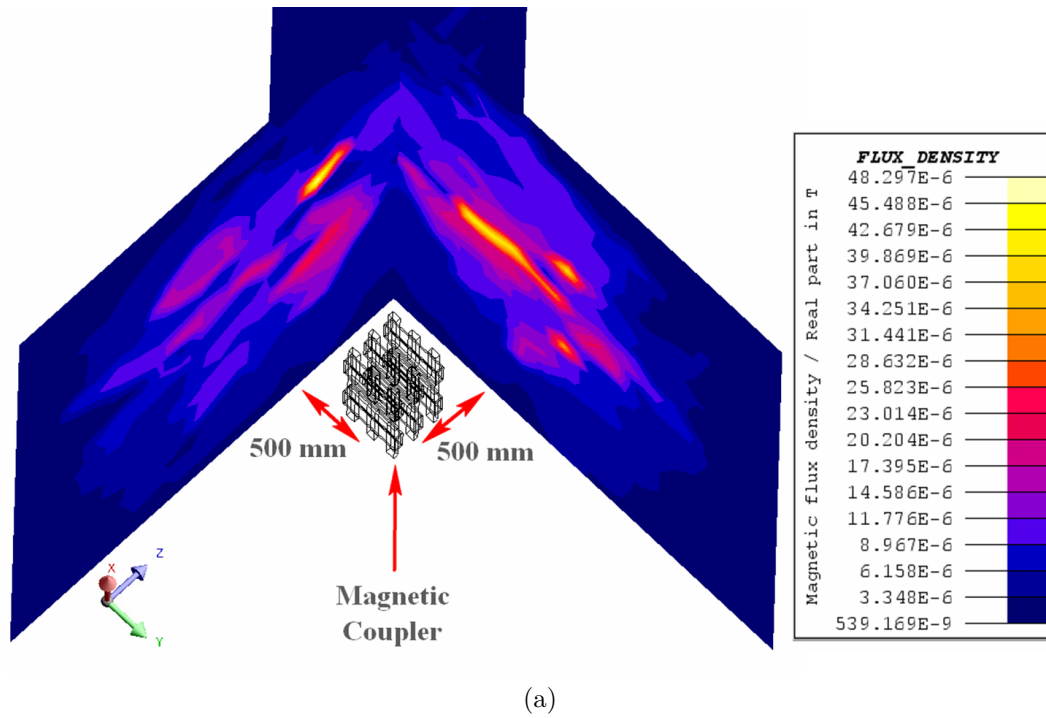 FLUX_DENSITY
Magnetic flux density / Real part in T
48.297E-6
45.488E-6
42.679E-6
39.869E-6
37.060E-6
34.251E-6
31.441E-6
28.632E-6
25.823E-6
23.014E-6
20.204E-6
17.395E-6
14.586E-6
11.776E-6
8.967E-6
6.158E-6
3.348E-6
539.169E-9
500 mm
500 mm
Magnetic
Coupler
X
Z
Y
(a)